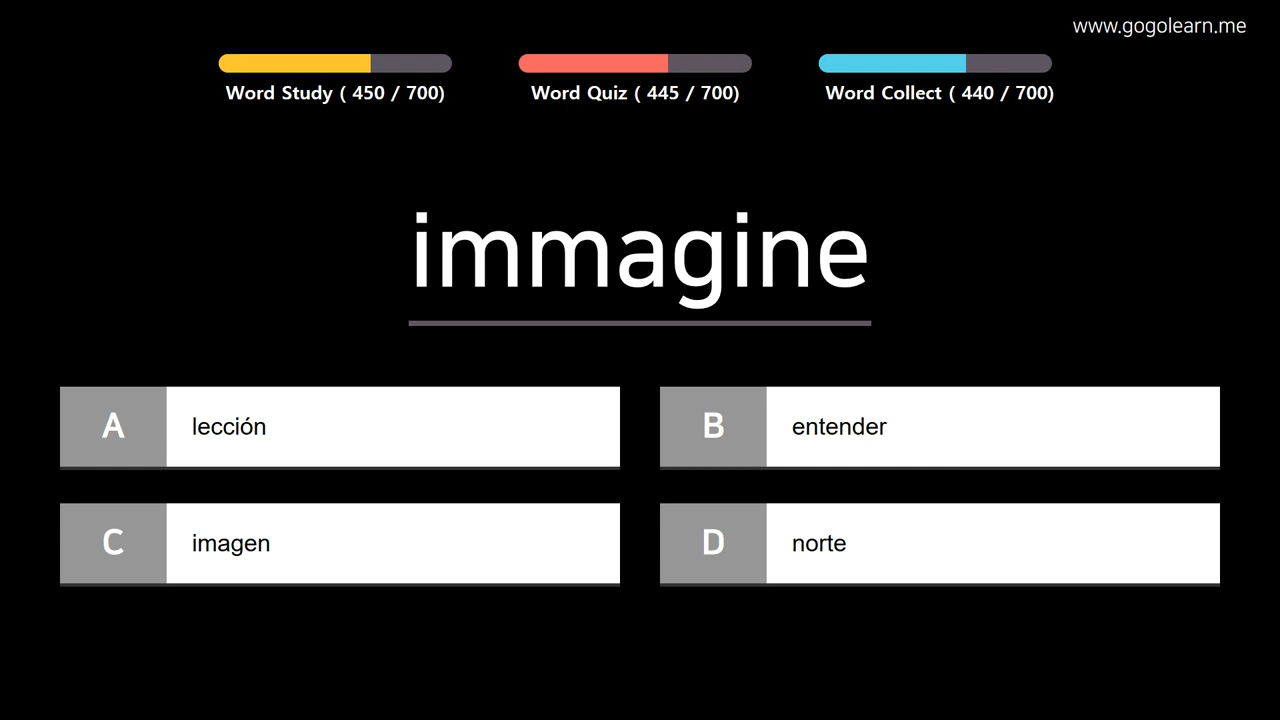 www.gogolearn.me
Word Study ( 450 / 700)
Word Quiz ( 445 / 700)
Word Collect ( 440 / 700)
immagine
A lección
B entender
C imagen
D norte